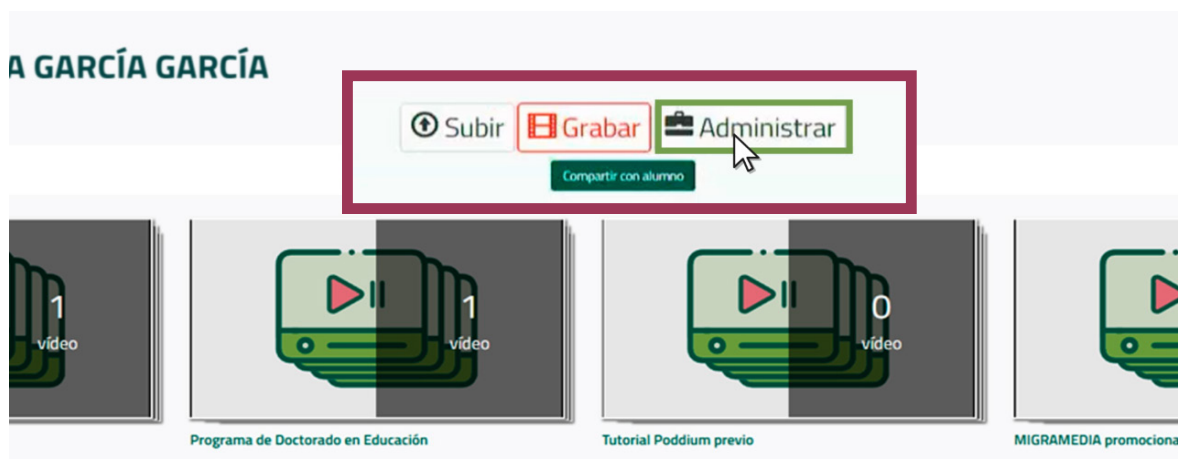 A GARCÍA GARCÍA
Subir Grabar Administrar
Compartir con alumno
1 vídeo
1 vídeo
0 vídeo
Programa de Doctorado en Educación
Tutorial Poddium previo
MIGRAMEDIA promociona